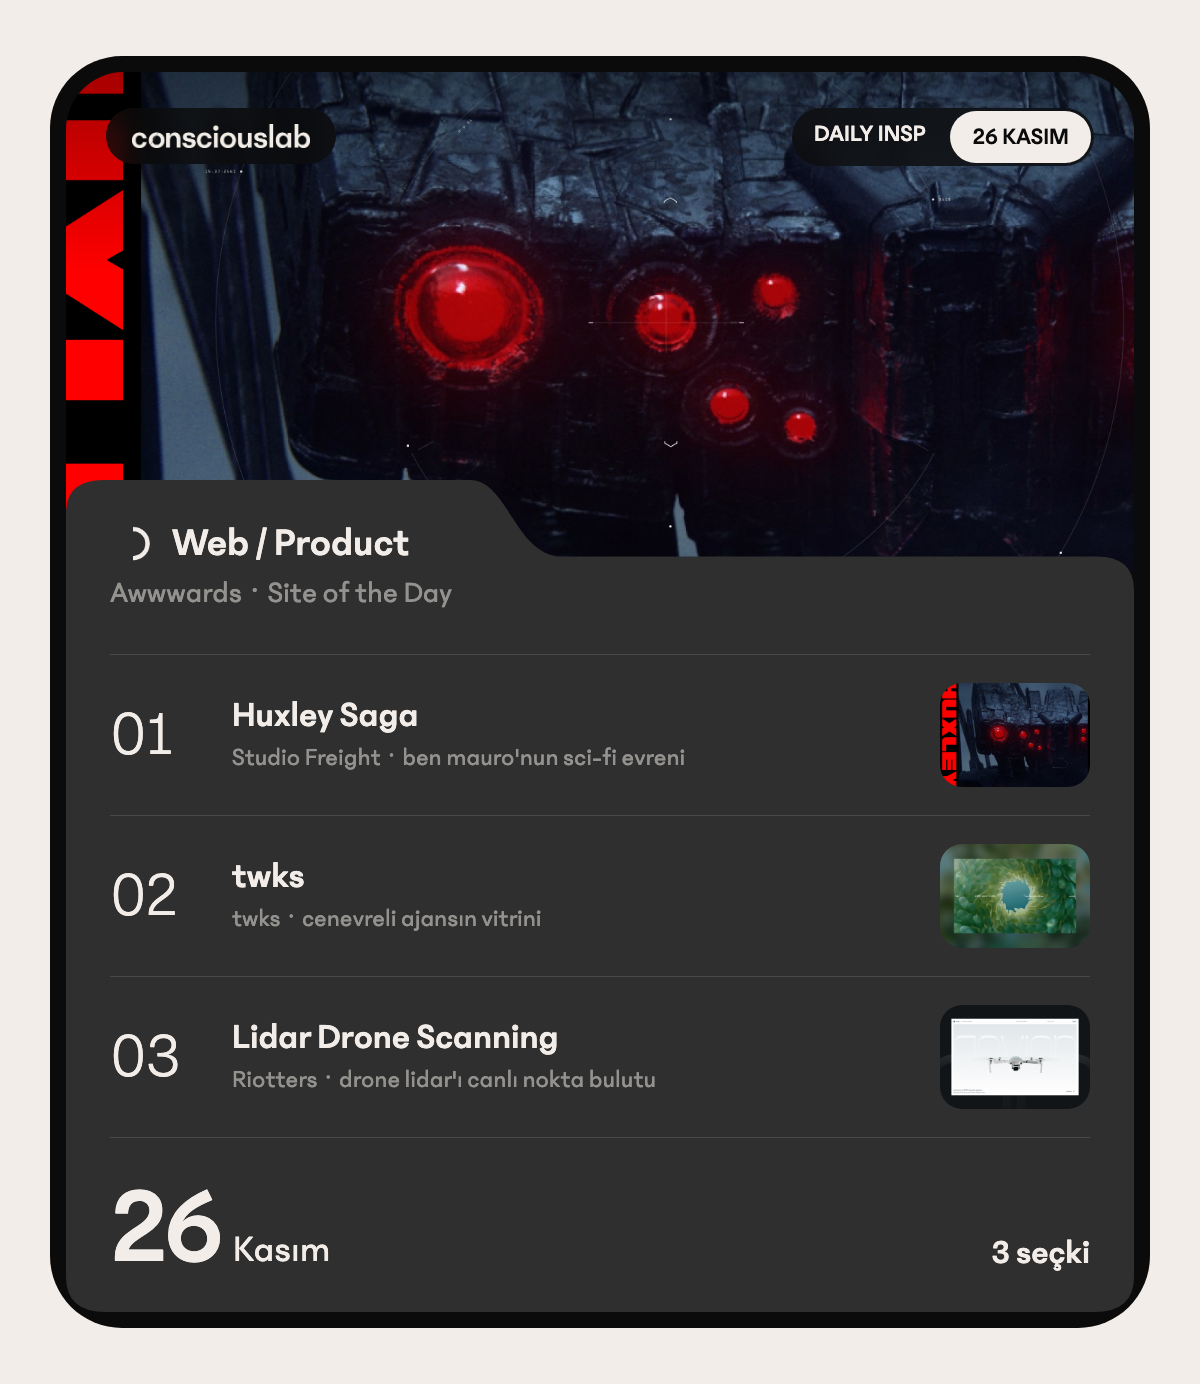 consciouslab
DAILY INSP
26 KASIM
Web / Product
Awwwards · Site of the Day
01
Huxley Saga
Studio Freight · ben mauro'nun sci-fi evreni
HUXLEY
02
twks
twks · cenevreli ajansın vitrini
03
Lidar Drone Scanning
Riotters · drone lidar'ı canlı nokta bulutu
26 Kasım
3 seçki